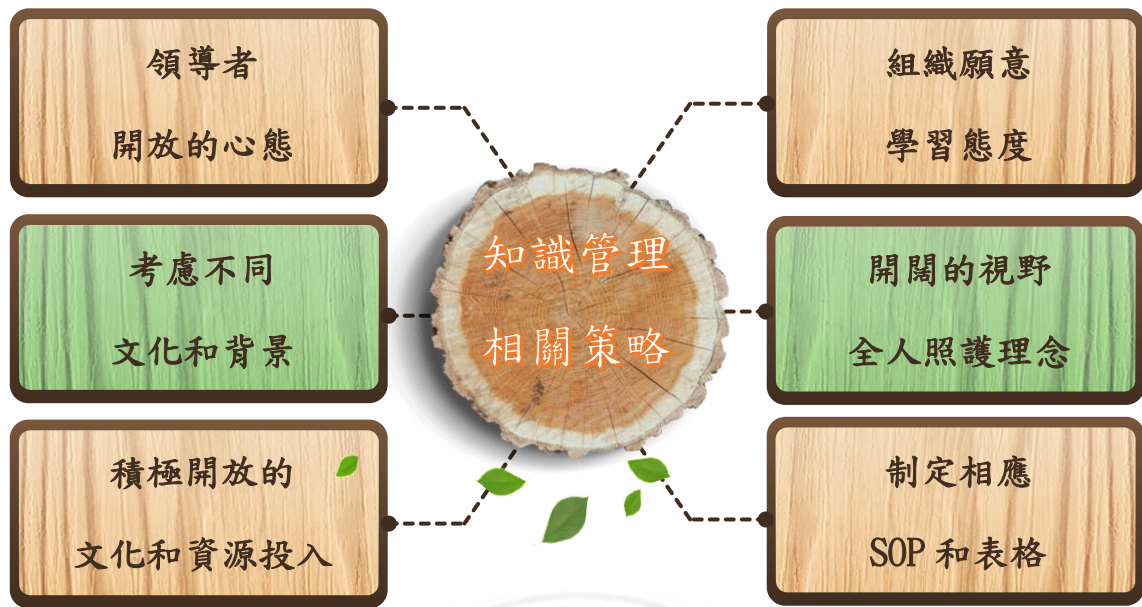 領導者
開放的心態
組織願意
學習態度
知識管理
相關策略
考慮不同
文化和背景
開闊的視野
全人照護理念
積極開放的
文化和資源投入
制定相應
SOP 和表格